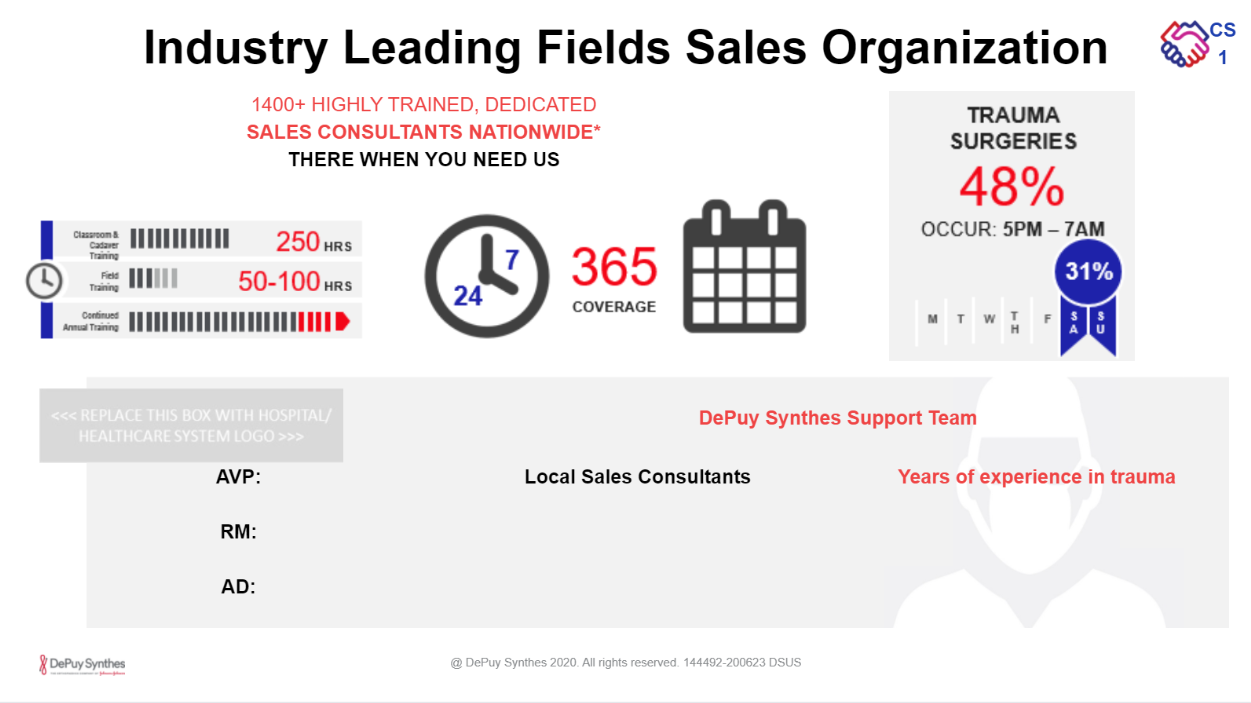 Industry Leading Fields Sales Organization
CS
1
1400+ HIGHLY TRAINED, DEDICATED
SALES CONSULTANTS NATIONWIDE*
THERE WHEN YOU NEED US
Classroom &
Cadaver
Training
250 HRS
Field
Training
50-100 HRS
Continued
Annual Training
7
24
365
COVERAGE
TRAUMA
SURGERIES
48%
OCCUR: 5PM – 7AM
31%
M T W TH F SA SU
<<< REPLACE THIS BOX WITH HOSPITAL/
HEALTHCARE SYSTEM LOGO >>>
DePuy Synthes Support Team
AVP:
Local Sales Consultants
Years of experience in trauma
RM:
AD:
DePuy Synthes
@ DePuy Synthes 2020. All rights reserved. 144492-200623 DSUS